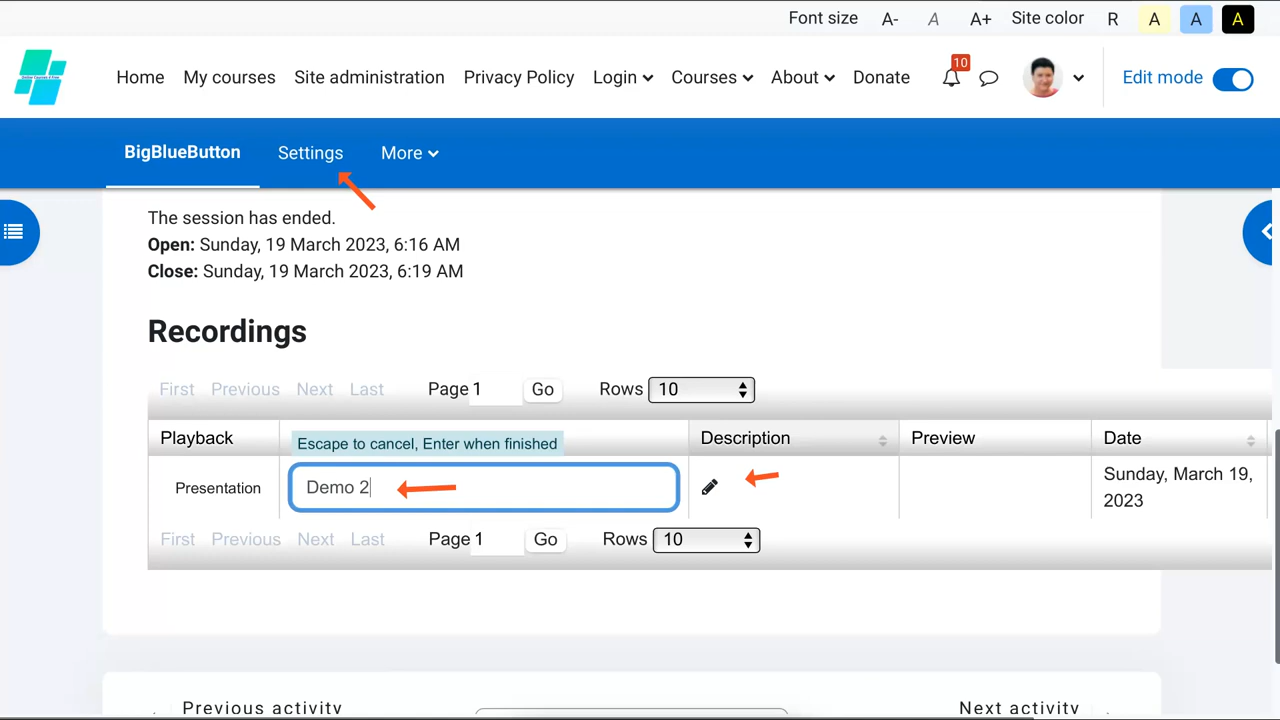 Font size A- A A+ Site color R A A A
Home My courses Site administration Privacy Policy Login Courses About Donate 10 Edit mode
BigBlueButton Settings More
The session has ended.
Open: Sunday, 19 March 2023, 6:16 AM
Close: Sunday, 19 March 2023, 6:19 AM
Recordings
First Previous Next Last Page 1 Go Rows 10
Playback Escape to cancel, Enter when finished Description Preview Date
Presentation Demo 2 Sunday, March 19,
2023
First Previous Next Last Page 1 Go Rows 10
Previous activity Next activity